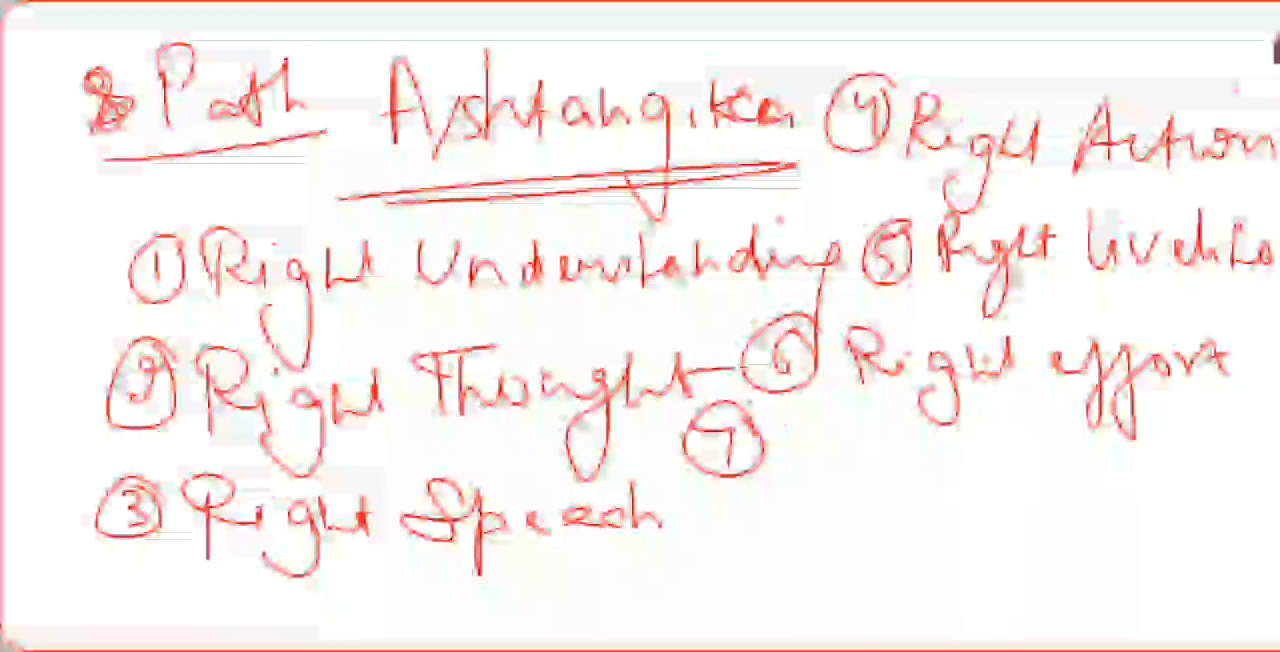 8 Path Ashtangika
① Right Understanding
② Right Thought
③ Right Speech
④ Right Action
⑤ Right liveliho
⑥ Right effort
⑦